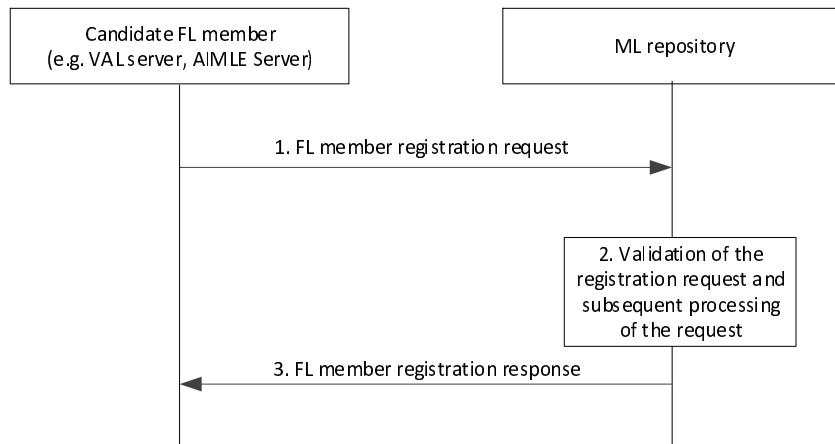 Candidate FL member
(e.g. VAL server, AIMLE Server)
ML repository
1. FL member registration request
2. Validation of the
registration request and
subsequent processing
of the request
3. FL member registration response